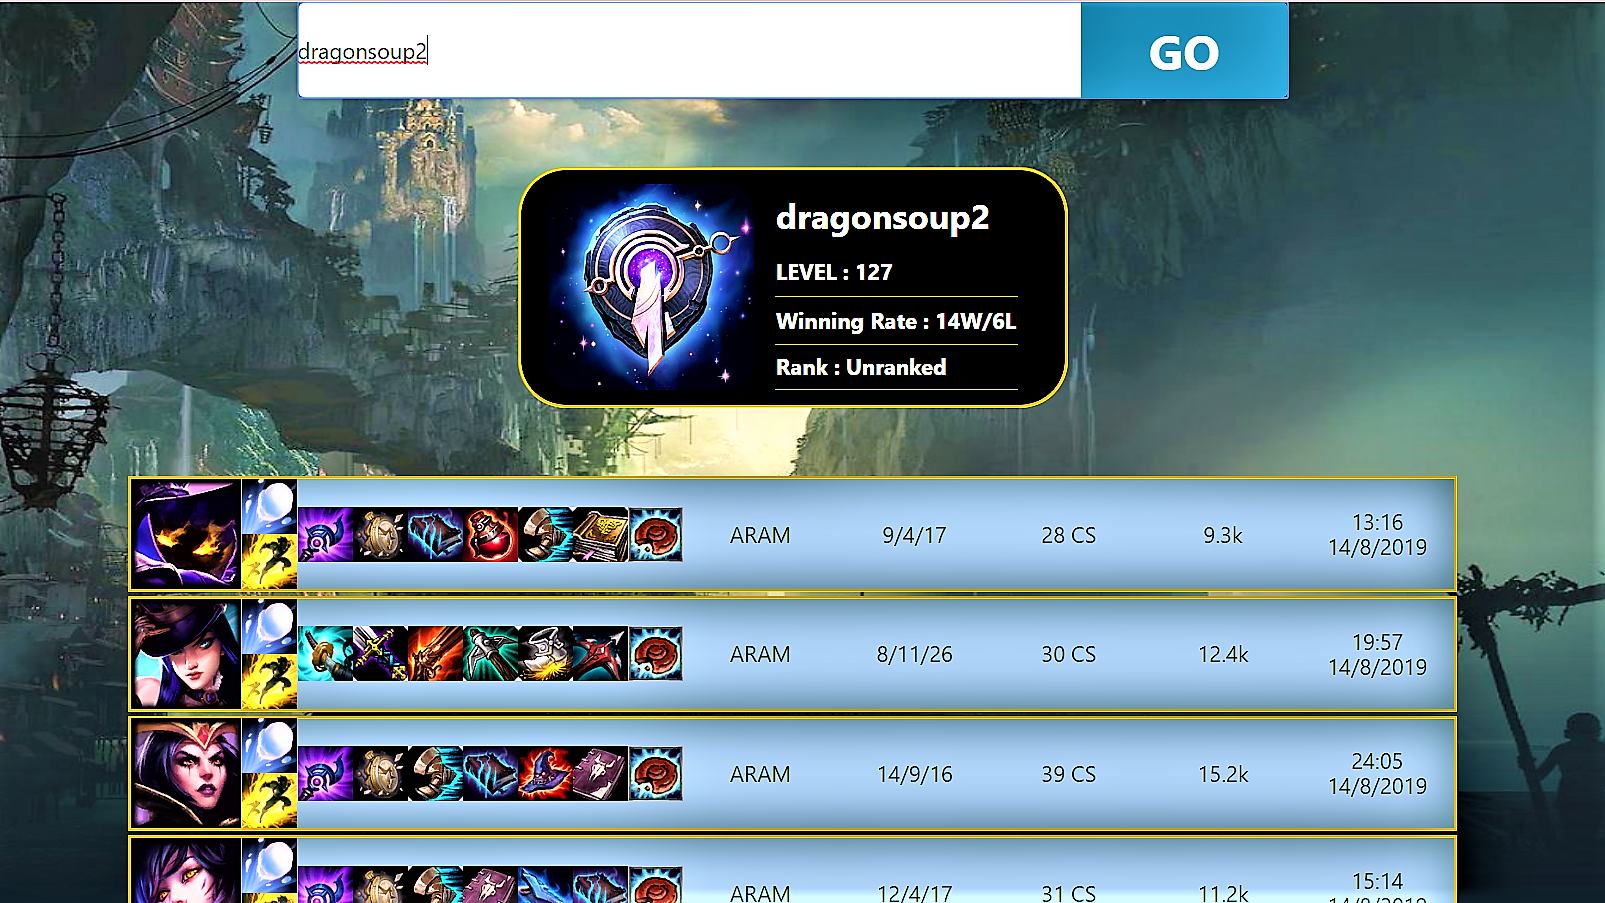 dragonsoup2
GO
dragonsoup2
LEVEL : 127
Winning Rate : 14W/6L
Rank : Unranked
ARAM 9/4/17 28 CS 9.3k 13:16
14/8/2019
ARAM 8/11/26 30 CS 12.4k 19:57
14/8/2019
ARAM 14/9/16 39 CS 15.2k 24:05
14/8/2019
ARAM 12/4/17 31 CS 11.2k 15:14